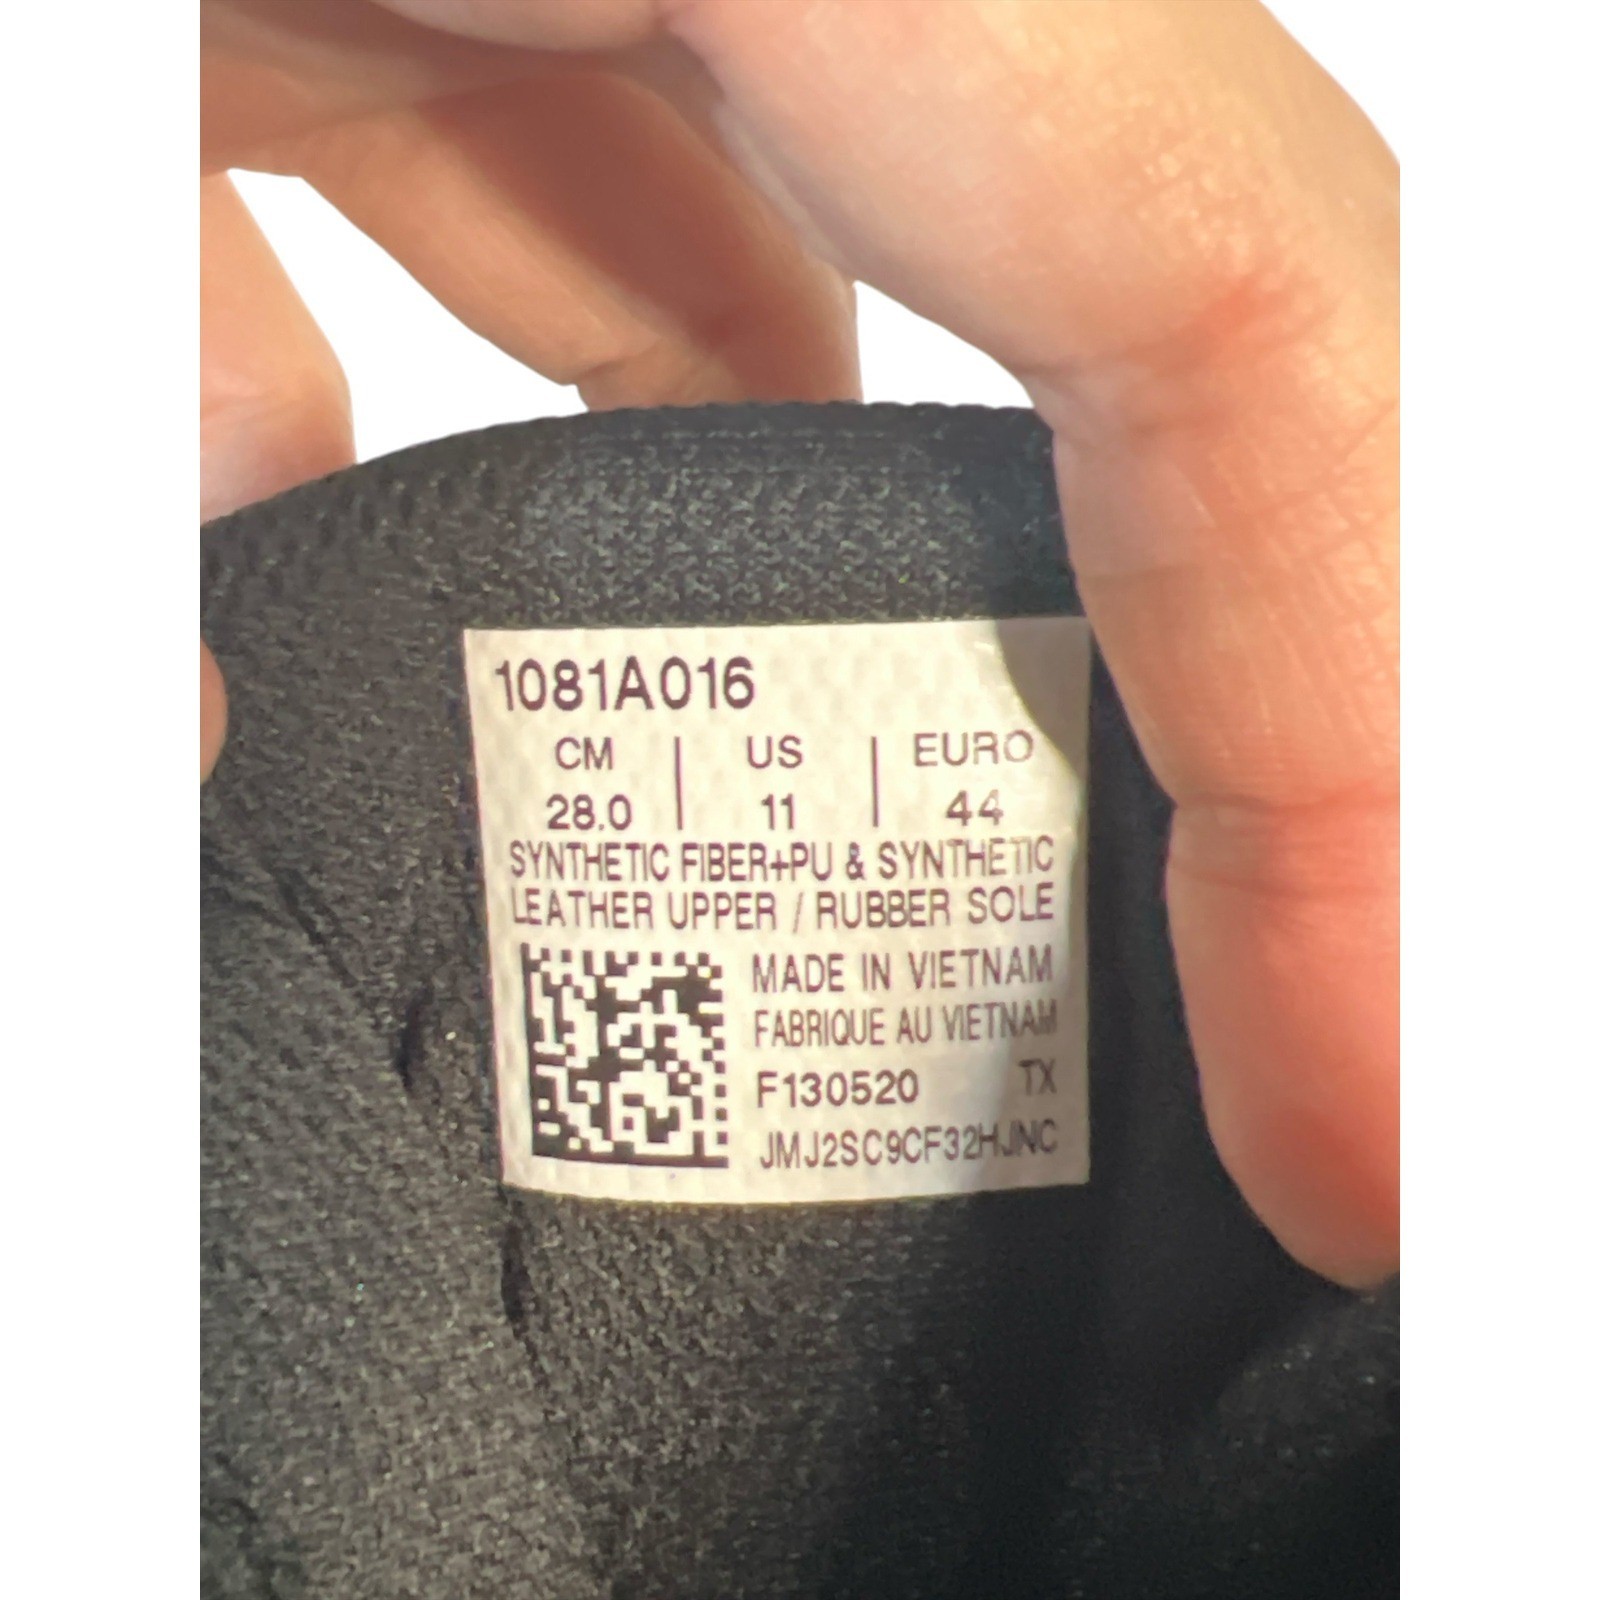 1081A016
CM | US | EURO
28.0 | 11 | 44
SYNTHETIC FIBER+PU & SYNTHETIC
LEATHER UPPER / RUBBER SOLE
MADE IN VIETNAM
FABRIQUE AU VIETNAM
F130520 TX
JMJ2SC9CF32HJNC